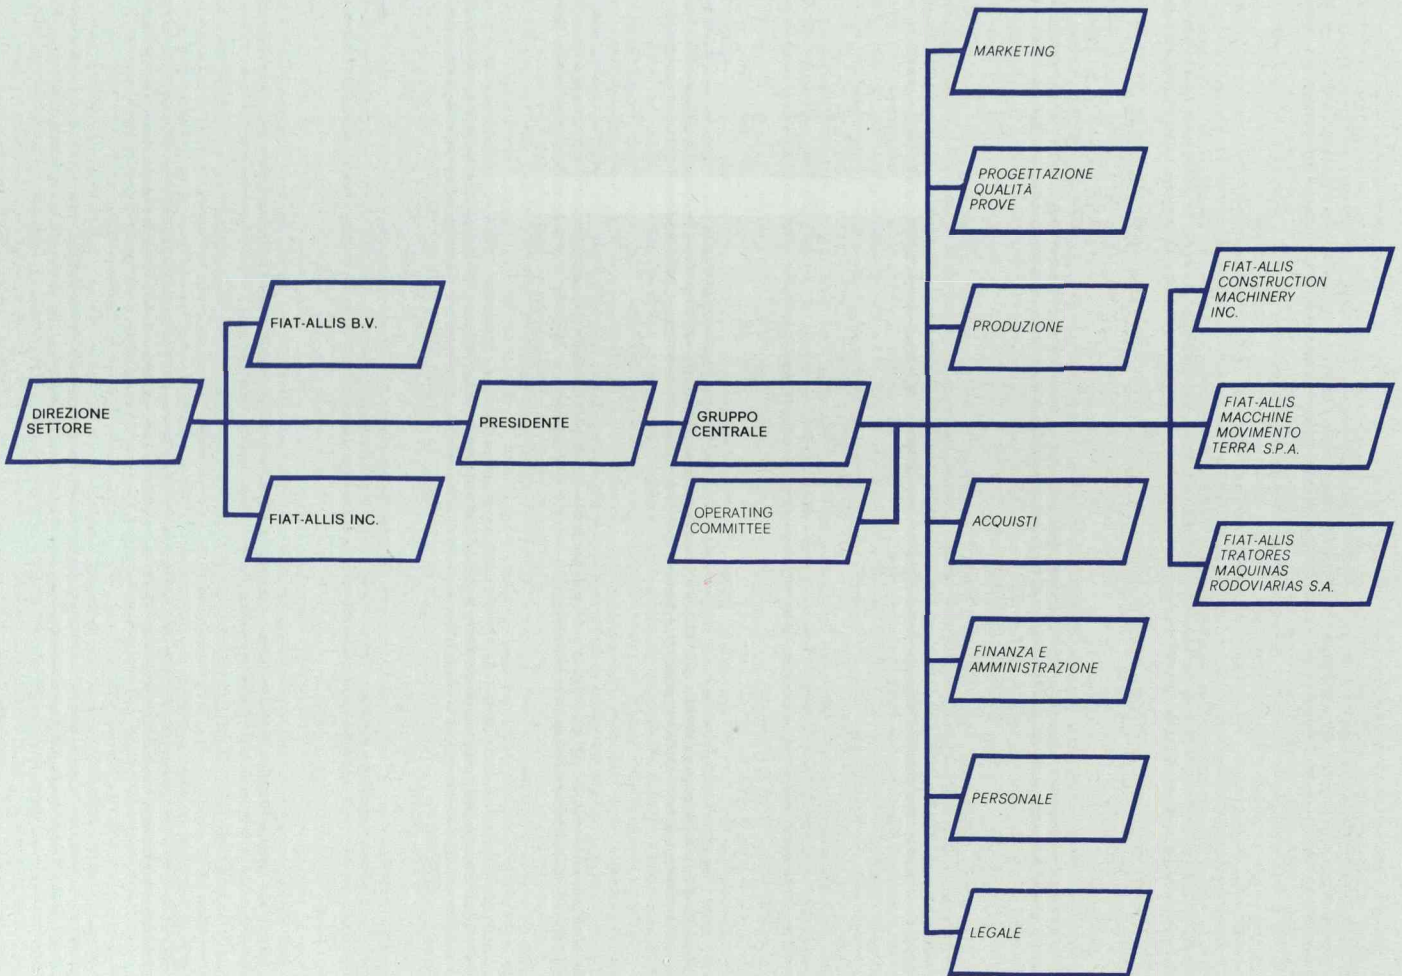 DIREZIONE
SETTORE
FIAT-ALLIS B.V.
FIAT-ALLIS INC.
PRESIDENTE
GRUPPO
CENTRALE
OPERATING
COMMITTEE
MARKETING
PROGETTAZIONE
QUALITÀ
PROVE
PRODUZIONE
ACQUISTI
FINANZA E
AMMINISTRAZIONE
PERSONALE
LEGALE
FIAT-ALLIS
CONSTRUCTION
MACHINERY
INC.
FIAT-ALLIS
MACCHINE
MOVIMENTO
TERRA S.P.A.
FIAT-ALLIS
TRATORES
MAQUINAS
RODOVIARIAS S.A.